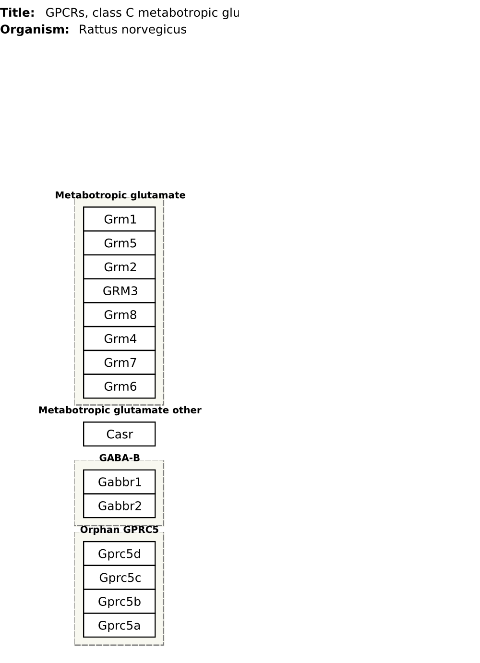 Title: GPCRs, class C metabotropic glu
Organism: Rattus norvegicus
Metabotropic glutamate
Grm1
Grm5
Grm2
GRM3
Grm8
Grm4
Grm7
Grm6
Metabotropic glutamate other
Casr
GABA-B
Gabbr1
Gabbr2
Orphan GPRC5
Gprc5d
Gprc5c
Gprc5b
Gprc5a